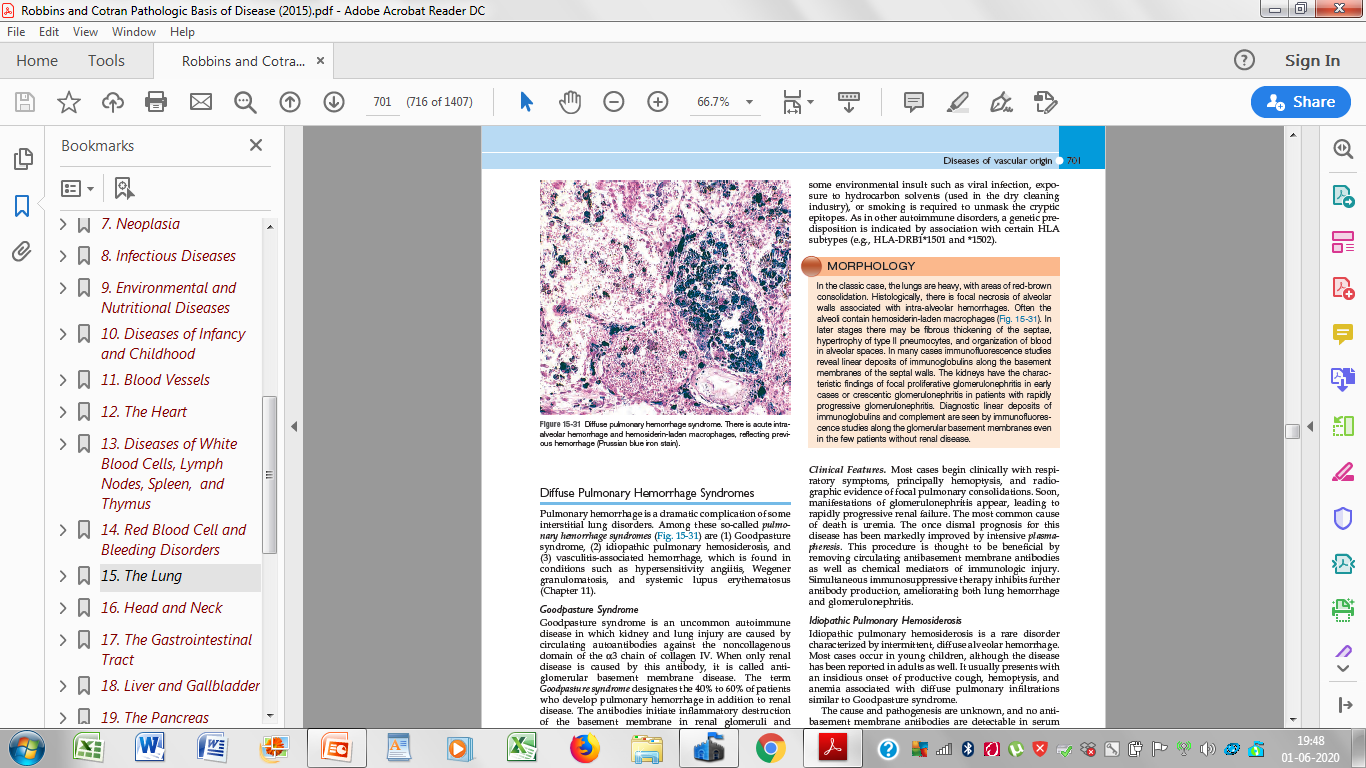 Robbins and Cotran Pathologic Basis of Disease (2015).pdf - Adobe Acrobat Reader DC
File Edit View Window Help
Home Tools Robbins and Cotra... × Sign In
701 (716 of 1407) 66.7% Share
Bookmarks
7. Neoplasia
8. Infectious Diseases
9. Environmental and
Nutritional Diseases
10. Diseases of Infancy
and Childhood
11. Blood Vessels
12. The Heart
13. Diseases of White
Blood Cells, Lymph
Nodes, Spleen, and
Thymus
14. Red Blood Cell and
Bleeding Disorders
15. The Lung
16. Head and Neck
17. The Gastrointestinal
Tract
18. Liver and Gallbladder
19. The Pancreas
Diseases of vascular origin 701
Figure 15-31 Diffuse pulmonary hemorrhage syndrome. There is acute intra-
alveolar hemorrhage and hemosiderin-laden macrophages, reflecting previ-
ous hemorrhage (Prussian blue iron stain).
Diffuse Pulmonary Hemorrhage Syndromes
Pulmonary hemorrhage is a dramatic complication of some
interstitial lung disorders. Among these so-called pulmo-
nary hemorrhage syndromes (Fig. 15-31) are (1) Goodpasture
syndrome, (2) idiopathic pulmonary hemosiderosis, and
(3) vasculitis-associated hemorrhage, which is found in
conditions such as hypersensitivity angiitis, Wegener
granulomatosis, and systemic lupus erythematosus
(Chapter 11).
Goodpasture Syndrome
Goodpasture syndrome is an uncommon autoimmune
disease in which kidney and lung injury are caused by
circulating autoantibodies against the noncollagenous
domain of the α3 chain of collagen IV. When only renal
disease is caused by this antibody, it is called anti-
glomerular basement membrane disease. The term
Goodpasture syndrome designates the 40% to 60% of patients
who develop pulmonary hemorrhage in addition to renal
disease. The antibodies initiate inflammatory destruction
of the basement membrane in renal glomeruli and
some environmental insult such as viral infection, expo-
sure to hydrocarbon solvents (used in the dry cleaning
industry), or smoking is required to unmask the cryptic
epitopes. As in other autoimmune disorders, a genetic pre-
disposition is indicated by association with certain HLA
subtypes (e.g., HLA-DRB1*1501 and *1502).
MORPHOLOGY
In the classic case, the lungs are heavy, with areas of red-brown
consolidation. Histologically, there is focal necrosis of alveolar
walls associated with intra-alveolar hemorrhages. Often the
alveoli contain hemosiderin-laden macrophages (Fig. 15-31). In
later stages there may be fibrous thickening of the septae,
hypertrophy of type II pneumocytes, and organization of blood
in alveolar spaces. In many cases immunofluorescence studies
reveal linear deposits of immunoglobulins along the basement
membranes of the septal walls. The kidneys have the charac-
teristic findings of focal proliferative glomerulonephritis in early
cases or crescentic glomerulonephritis in patients with rapidly
progressive glomerulonephritis. Diagnostic linear deposits of
immunoglobulins and complement are seen by immunofluores-
cence studies along the glomerular basement membranes even
in the few patients without renal disease.
Clinical Features. Most cases begin clinically with respi-
ratory symptoms, principally hemoptysis, and radio-
graphic evidence of focal pulmonary consolidations. Soon,
manifestations of glomerulonephritis appear, leading to
rapidly progressive renal failure. The most common cause
of death is uremia. The once dismal prognosis for this
disease has been markedly improved by intensive plasma-
pheresis. This procedure is thought to be beneficial by
removing circulating antibasement membrane antibodies
as well as chemical mediators of immunologic injury.
Simultaneous immunosuppressive therapy inhibits further
antibody production, ameliorating both lung hemorrhage
and glomerulonephritis.
Idiopathic Pulmonary Hemosiderosis
Idiopathic pulmonary hemosiderosis is a rare disorder
characterized by intermittent, diffuse alveolar hemorrhage.
Most cases occur in young children, although the disease
has been reported in adults as well. It usually presents with
an insidious onset of productive cough, hemoptysis, and
anemia associated with diffuse pulmonary infiltrations
similar to Goodpasture syndrome.
The cause and pathogenesis are unknown, and no anti-
basement membrane antibodies are detectable in serum
19:48
01-06-2020